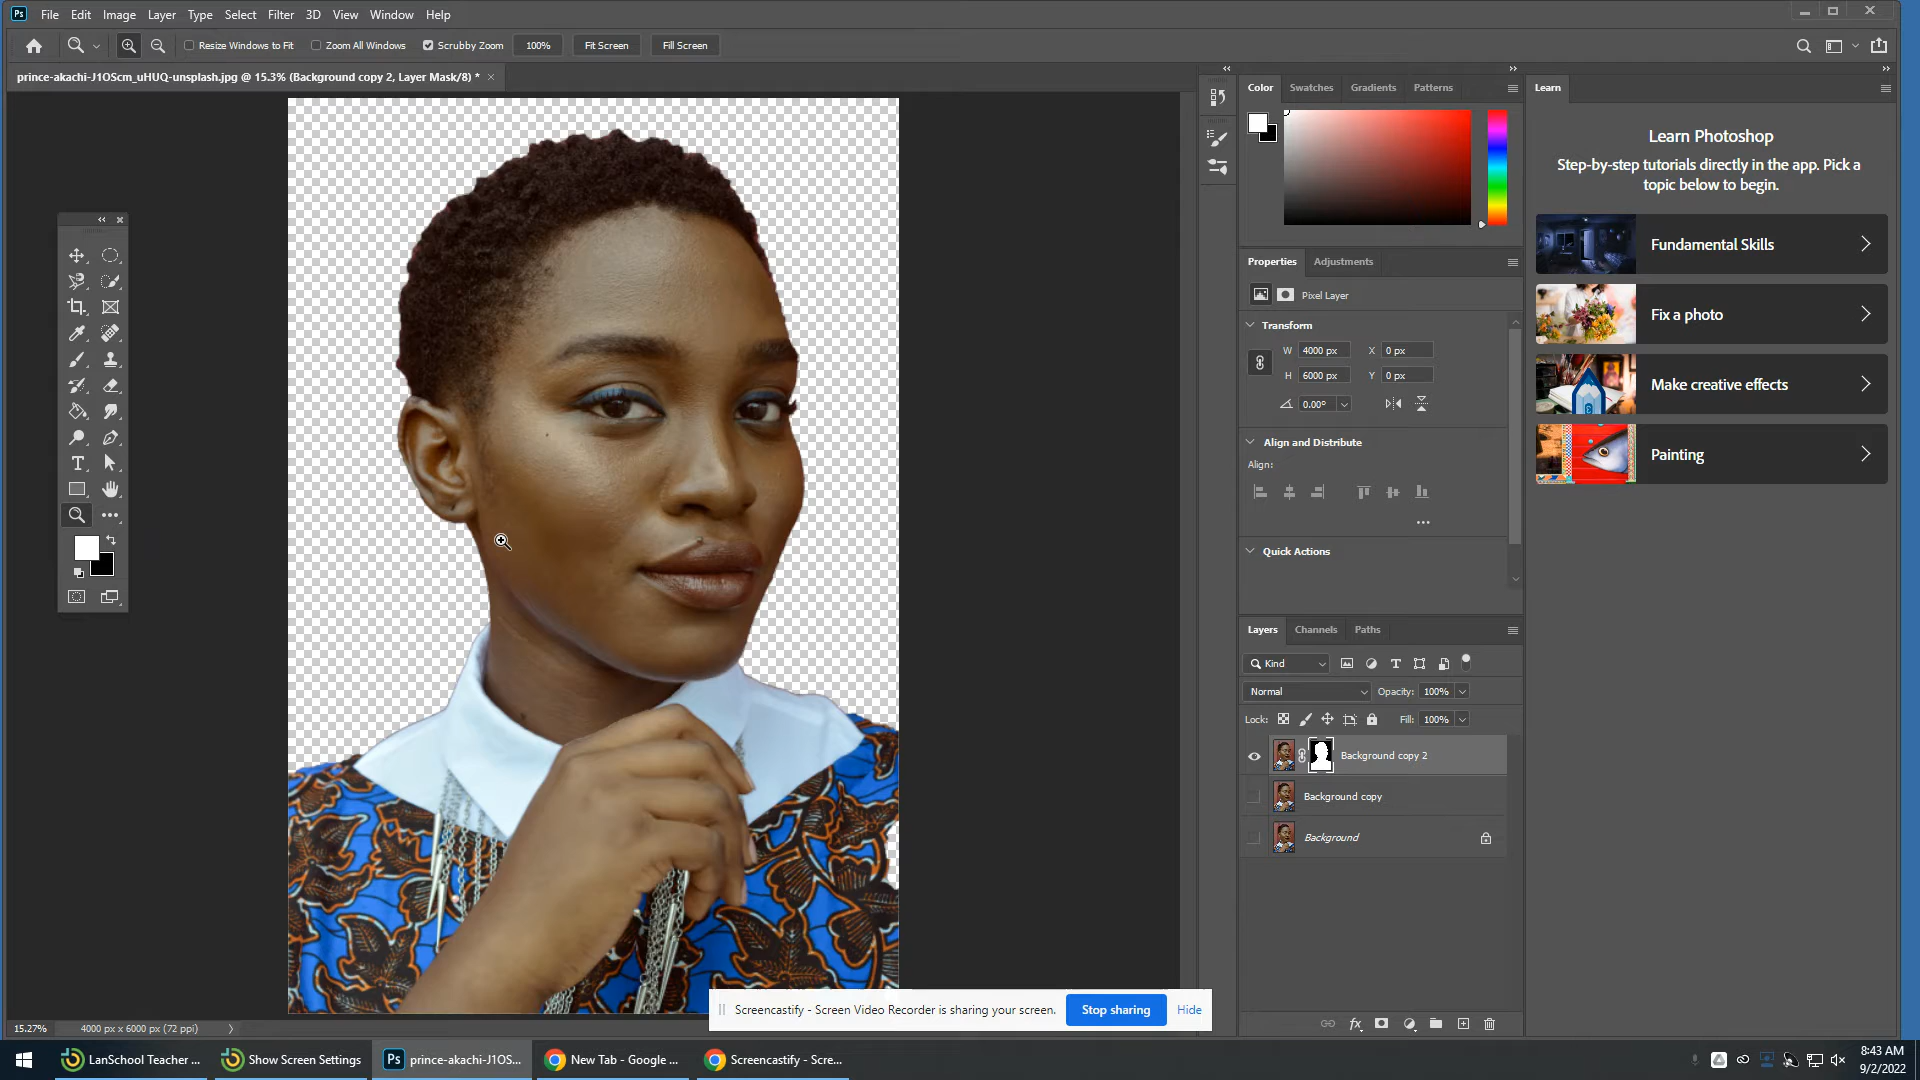 Ps File Edit Image Layer Type Select Filter 3D View Window Help
Resize Windows to Fit Zoom All Windows Scrubby Zoom 100% Fit Screen Fill Screen
prince-akachi-J1OScm_uHUQ-unsplash.jpg @ 15.3% (Background copy 2, Layer Mask/8) *
Color Swatches Gradients Patterns
Learn
Learn Photoshop
Step-by-step tutorials directly in the app. Pick a
topic below to begin.
Fundamental Skills
Fix a photo
Make creative effects
Painting
Properties Adjustments
Pixel Layer
Transform
W 4000 px X 0 px
H 6000 px Y 0 px
0.00°
Align and Distribute
Align:
Quick Actions
Layers Channels Paths
Kind
Normal Opacity: 100%
Lock: Fill: 100%
Background copy 2
Background copy
Background
Screencastify - Screen Video Recorder is sharing your screen. Stop sharing Hide
15.27% 4000 px x 6000 px (72 ppi)
LanSchool Teacher ... Show Screen Settings Ps prince-akachi-J1OS... New Tab - Google ... Screencastify - Scre...
8:43 AM
9/2/2022